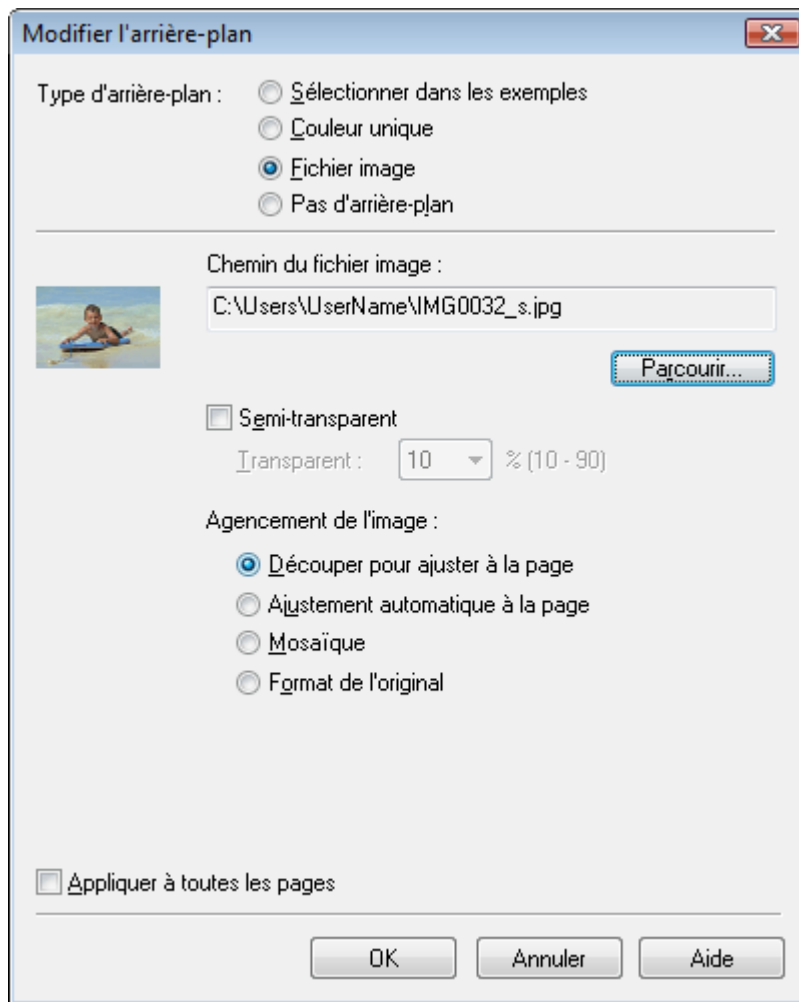 Modifier l'arrière-plan
Type d'arrière-plan :
Sélectionner dans les exemples
Couleur unique
Fichier image
Pas d'arrière-plan
Chemin du fichier image :
C:\Users\UserName\IMG0032_s.jpg
Parcourir...
Semi-transparent
Transparent : 10 % (10 - 90)
Agencement de l'image :
Découper pour ajuster à la page
Ajustement automatique à la page
Mosaïque
Format de l'original
Appliquer à toutes les pages
OK Annuler Aide